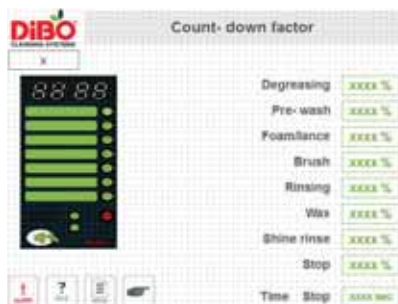 DiBO
CLEANING SYSTEMS
Count- down factor
x
88 88
Degreasing xxxx %
Pre- wash xxxx %
Foam/lance xxxx %
Brush xxxx %
Rinsing xxxx %
Wax xxxx %
Shine rinse xxxx %
Stop xxxx %
! ?
Time Stop xxxx sec